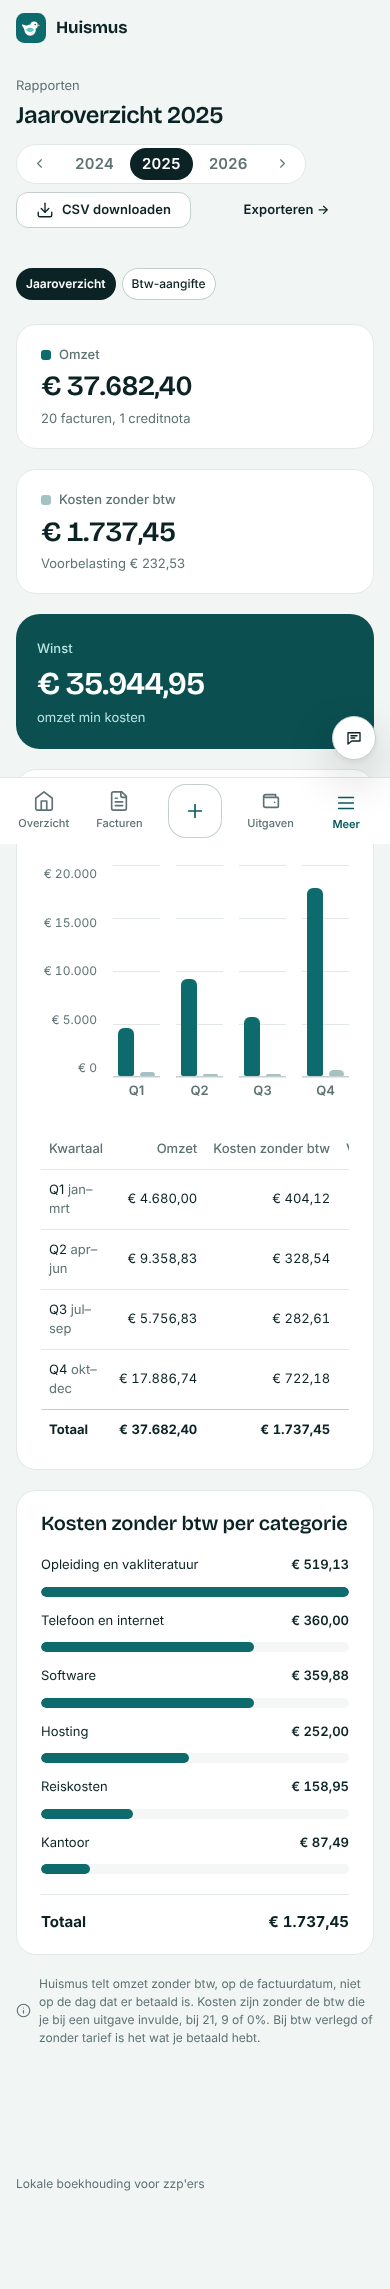 Huismus
Rapporten
Jaaroverzicht 2025
2024 2025 2026
CSV downloaden Exporteren →
Jaaroverzicht Btw-aangifte
Omzet
€ 37.682,40
20 facturen, 1 creditnota
Kosten zonder btw
€ 1.737,45
Voorbelasting € 232,53
Winst
€ 35.944,95
omzet min kosten
Overzicht Facturen Uitgaven Meer
€ 20.000
€ 15.000
€ 10.000
€ 5.000
€ 0
Q1 Q2 Q3 Q4
Kwartaal Omzet Kosten zonder btw
Q1 jan–
mrt
€ 4.680,00 € 404,12
Q2 apr–
jun
€ 9.358,83 € 328,54
Q3 jul–
sep
€ 5.756,83 € 282,61
Q4 okt–
dec
€ 17.886,74 € 722,18
Totaal € 37.682,40 € 1.737,45
Kosten zonder btw per categorie
Opleiding en vakliteratuur € 519,13
Telefoon en internet € 360,00
Software € 359,88
Hosting € 252,00
Reiskosten € 158,95
Kantoor € 87,49
Totaal € 1.737,45
Huismus telt omzet zonder btw, op de factuurdatum, niet
op de dag dat er betaald is. Kosten zijn zonder de btw die
je bij een uitgave invulde, bij 21, 9 of 0%. Bij btw verlegd of
zonder tarief is het wat je betaald hebt.
Lokale boekhouding voor zzp'ers